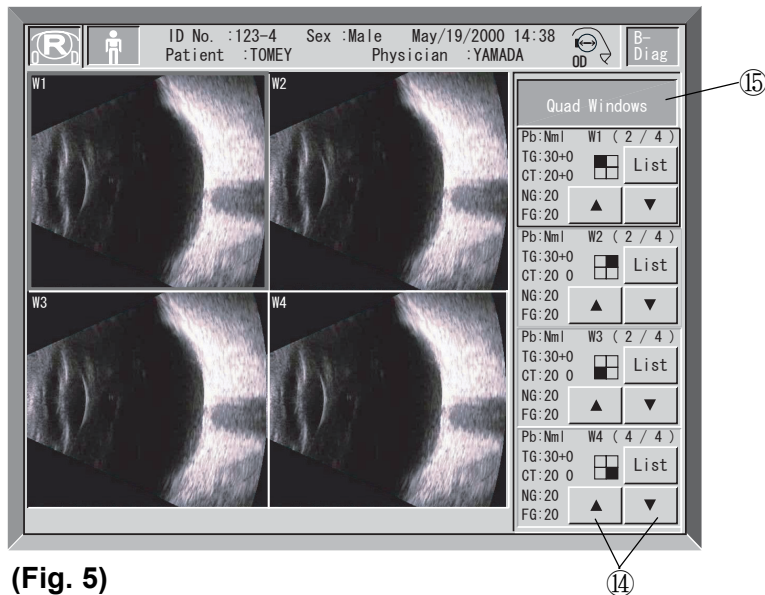 R ID No. :123-4 Sex :Male May/19/2000 14:38 OD B-
Patient :TOMEY Physician :YAMADA Diag
W1 W2
W3 W4
Quad Windows ⑮
Pb:Nml W1 ( 2 / 4 )
TG:30+0
CT:20+0 List
NG:20
FG:20 ▲ ▼
Pb:Nml W2 ( 2 / 4 )
TG:30+0
CT:20 0 List
NG:20
FG:20 ▲ ▼
Pb:Nml W3 ( 2 / 4 )
TG:30+0
CT:20 0 List
NG:20
FG:20 ▲ ▼
Pb:Nml W4 ( 4 / 4 )
TG:30+0
CT:20 0 List
NG:20
FG:20 ▲ ▼
⑭
(Fig. 5)